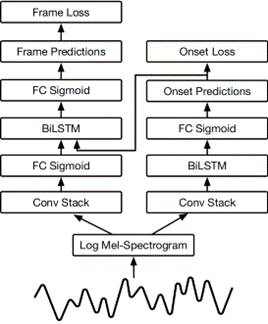 Frame Loss
Frame Predictions
FC Sigmoid
BiLSTM
FC Sigmoid
Conv Stack
Onset Loss
Onset Predictions
FC Sigmoid
BiLSTM
Conv Stack
Log Mel-Spectrogram